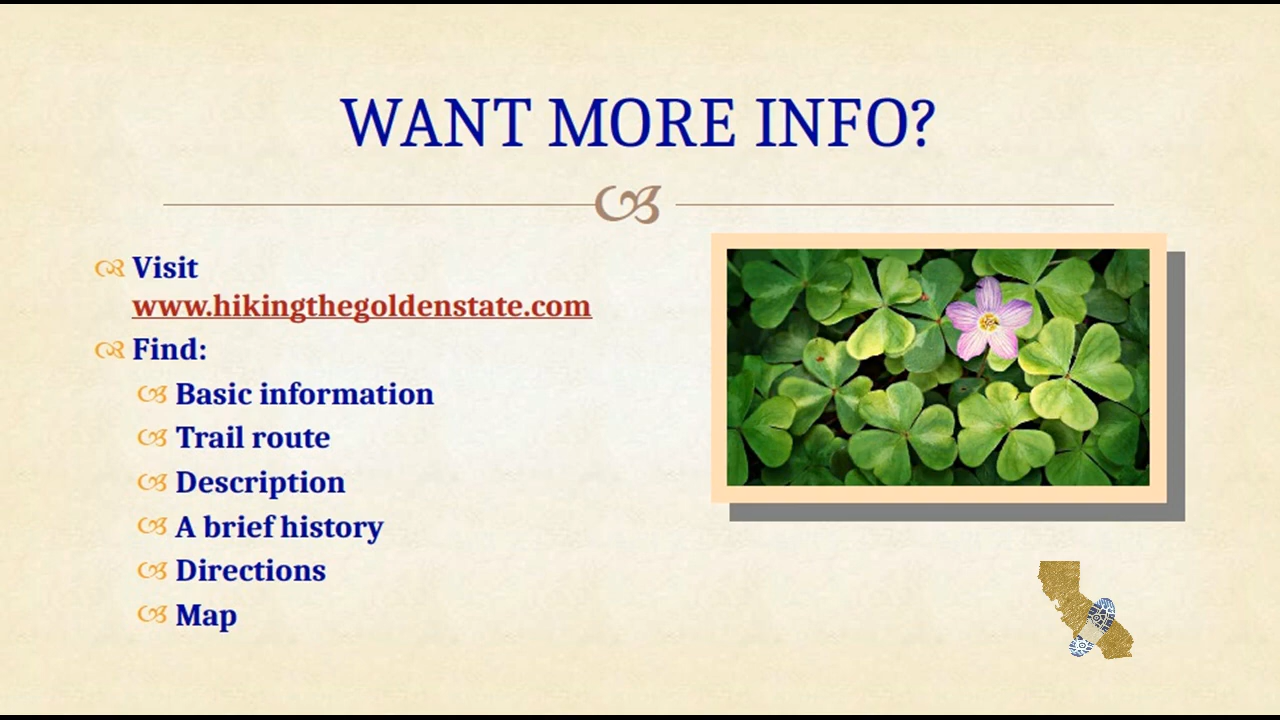 WANT MORE INFO?
Visit
www.hikingthegoldenstate.com
Find:
Basic information
Trail route
Description
A brief history
Directions
Map